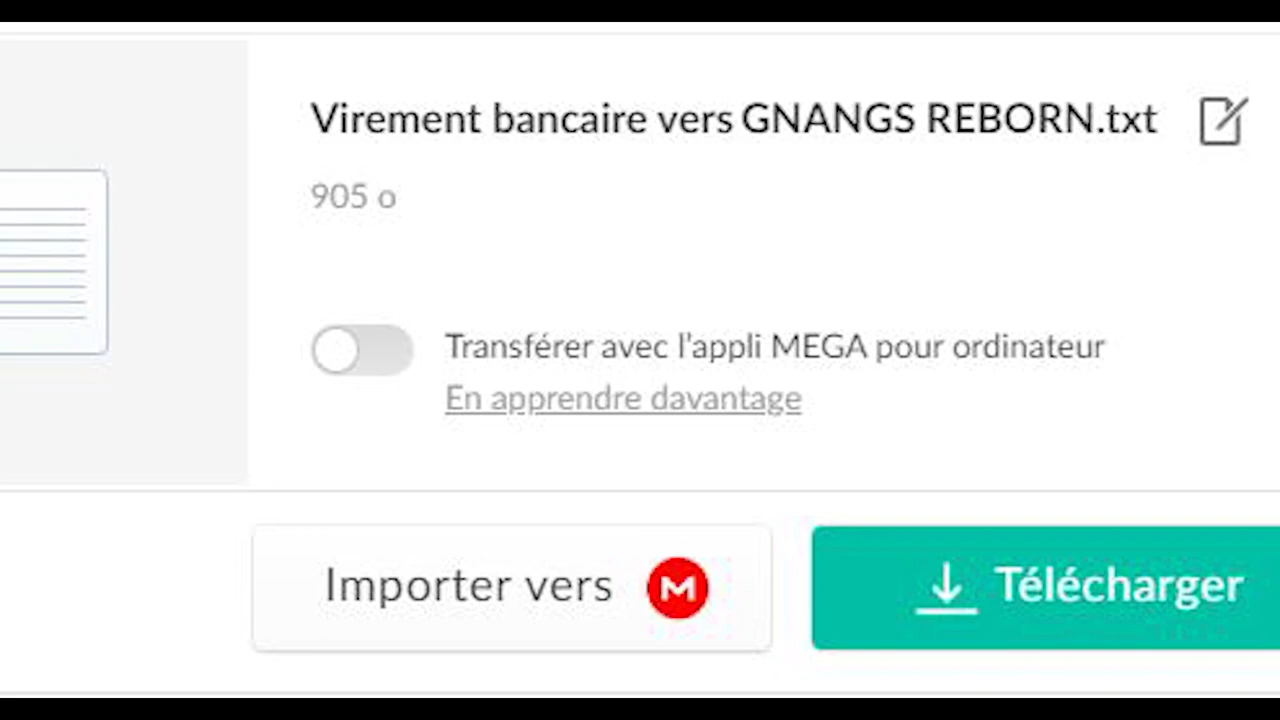 Virement bancaire vers GNANGS REBORN.txt
905 o
Transférer avec l'appli MEGA pour ordinateur
En apprendre davantage
Importer vers M
Télécharger